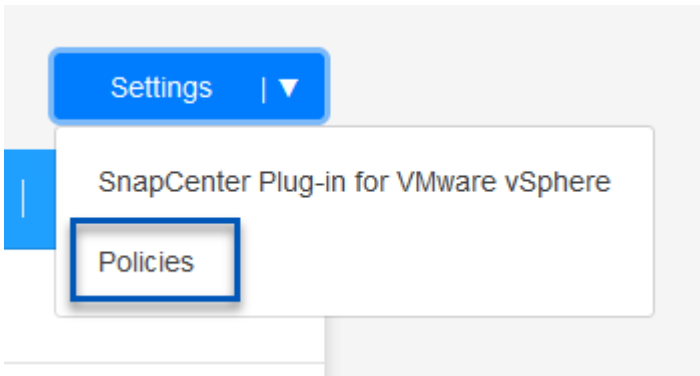 Settings | ▼
SnapCenter Plug-in for VMware vSphere
Policies